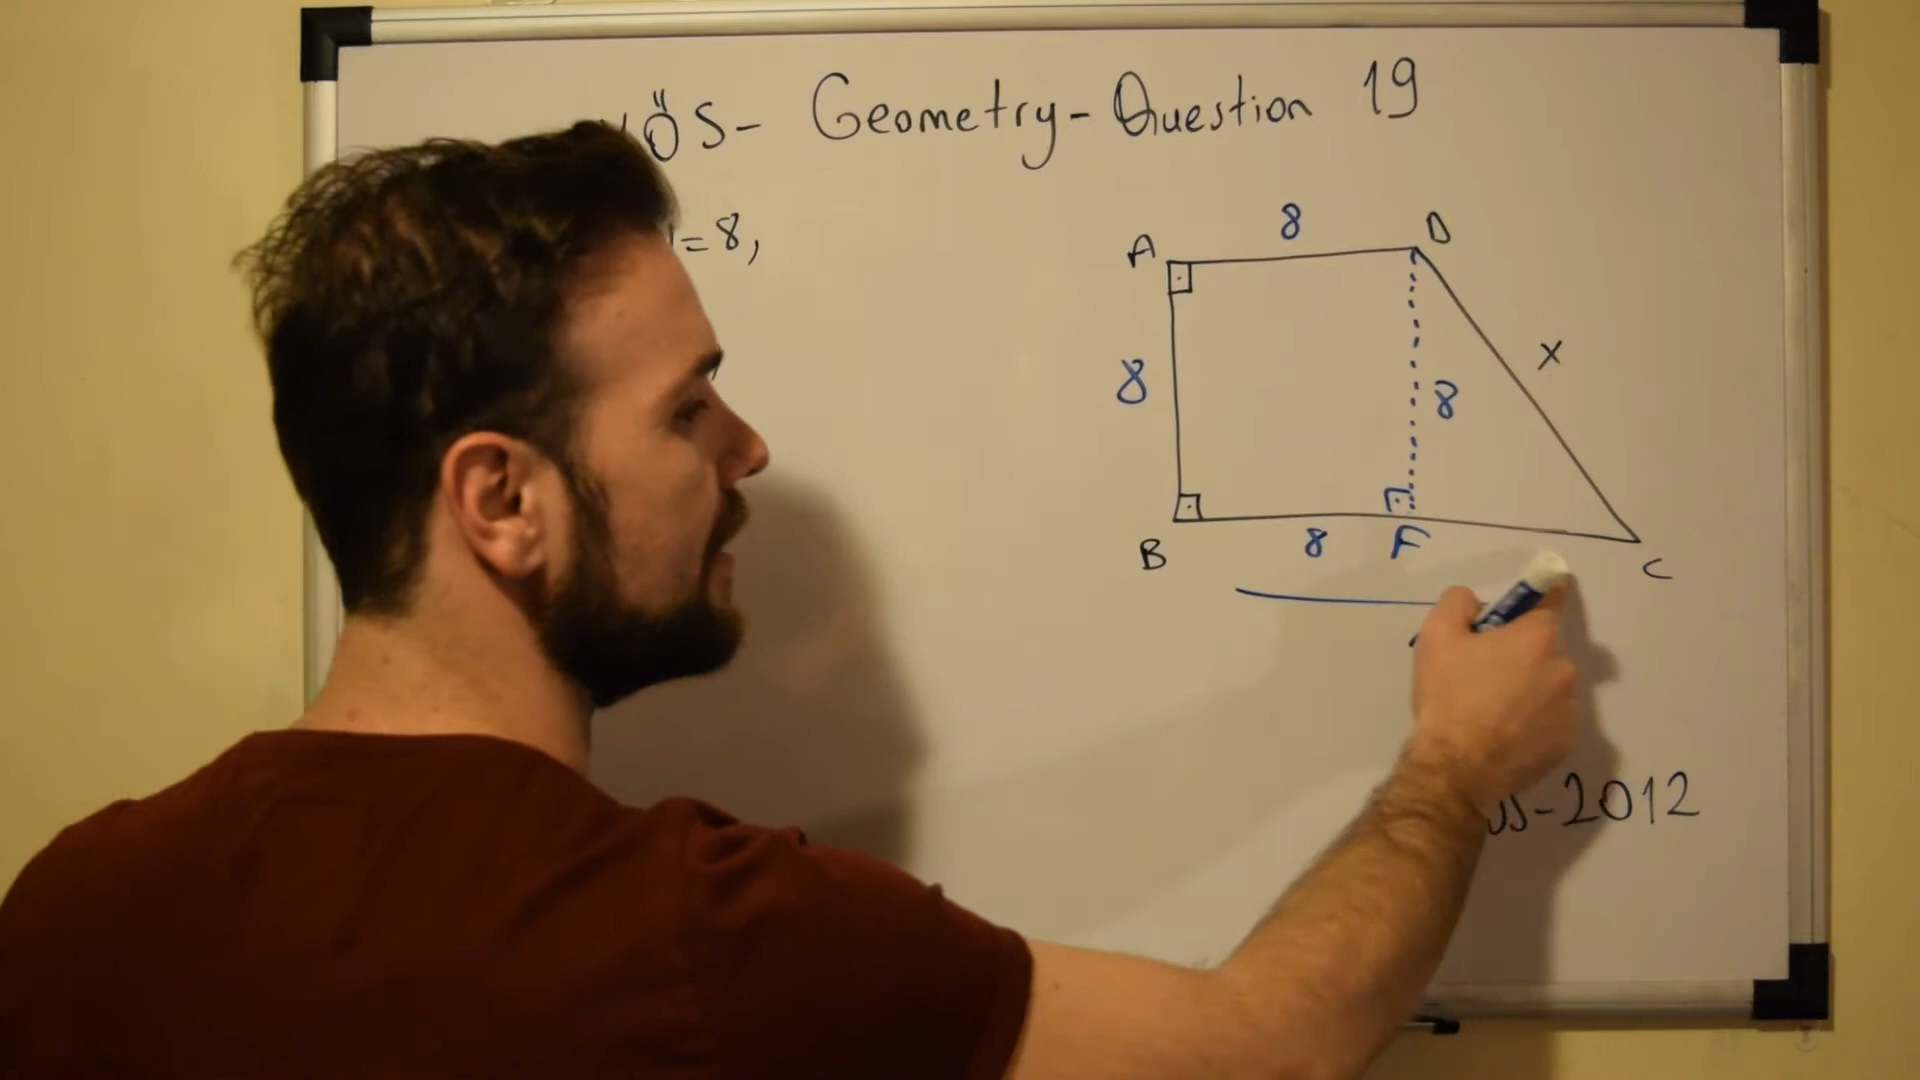 ÖS- Geometry-Question 19
=8,
8
A
D
8
x
8
B
8
F
C
-2012